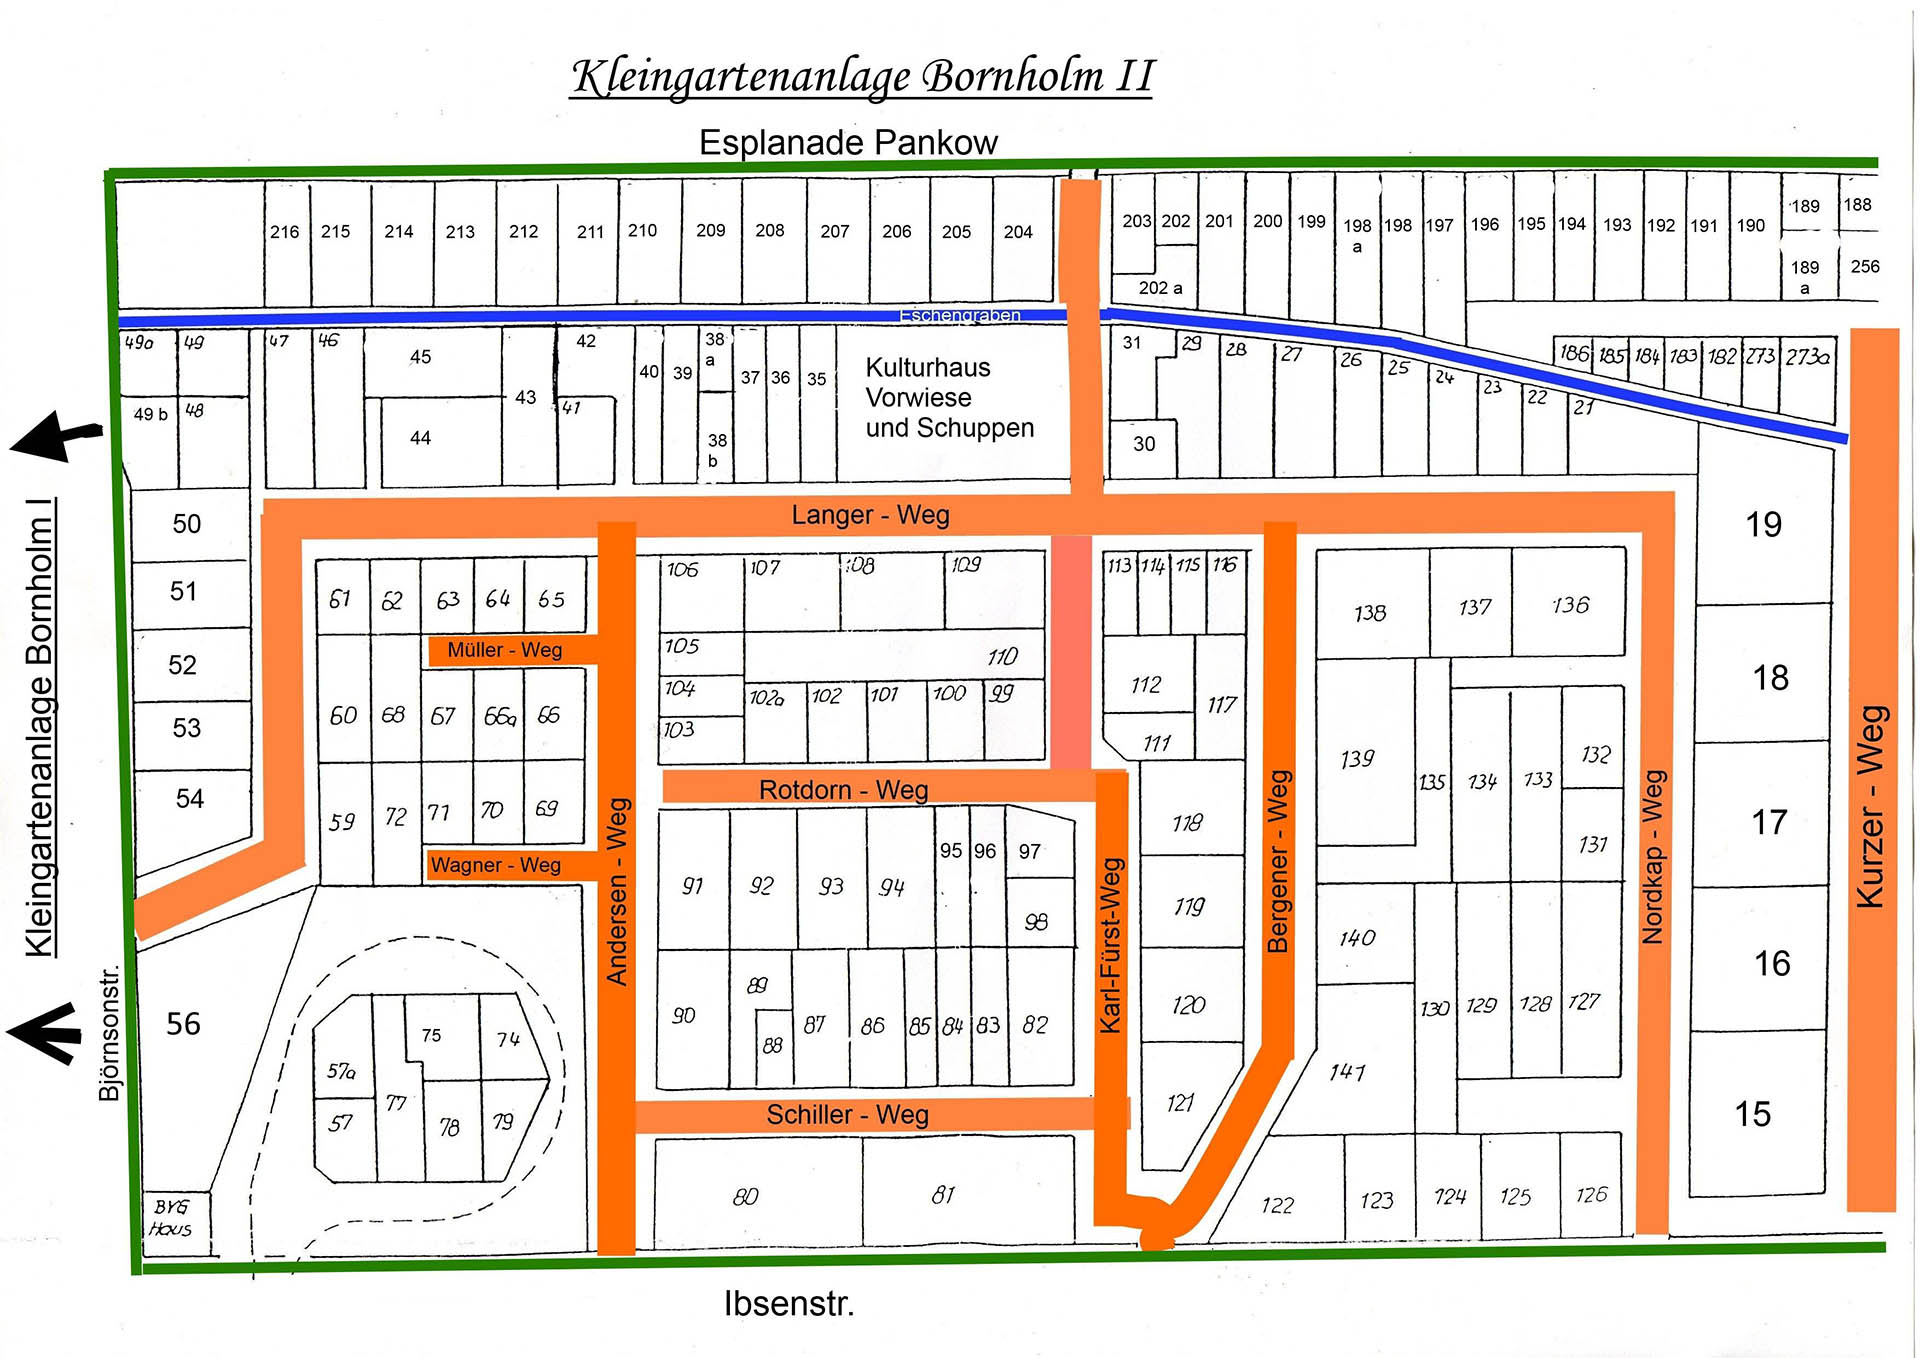 Kleingartenanlage Bornholm II
Esplanade Pankow
216 215 214 213 212 211 210 209 208 207 206 205 204
203 202 201 200 199 198 a 198 197 196 195 194 193 192 191 190 189 188
202 a
189 a 256
Eschengraben
49a 49 47 46 45 42 40 39 38 a 37 36 35
49 b 48 44 43 41 38 b
Kulturhaus
Vorwiese
und Schuppen
31 29 28 27 26 25 24 23 22 21
30
186 185 184 183 182 273 273a
Kleingartenanlage Bornholm I
50
51
52
53
54
Langer - Weg
61 62 63 64 65
Müller - Weg
60 68 67 66a 66
59 72 71 70 69
Wagner - Weg
Andersen - Weg
106 107 108 109
105 110
104
103 102a 102 101 100 99
Rotdorn - Weg
91 92 93 94 95 96 97
98
90 89 88 87 86 85 84 83 82
Schiller - Weg
80 81
113 114 115 116
112 117
111
118
119
120
121
Karl-Fürst-Weg
Bergener - Weg
138 137 136
139 135 134 133 132
131
140
130 129 128 127
141
122 123 124 125 126
Nordkap - Weg
19
18
17
16
15
Kurzer - Weg
Björnsonstr.
56
57a 75 74
57 77 78 79
BYG
Haus
Ibsenstr.